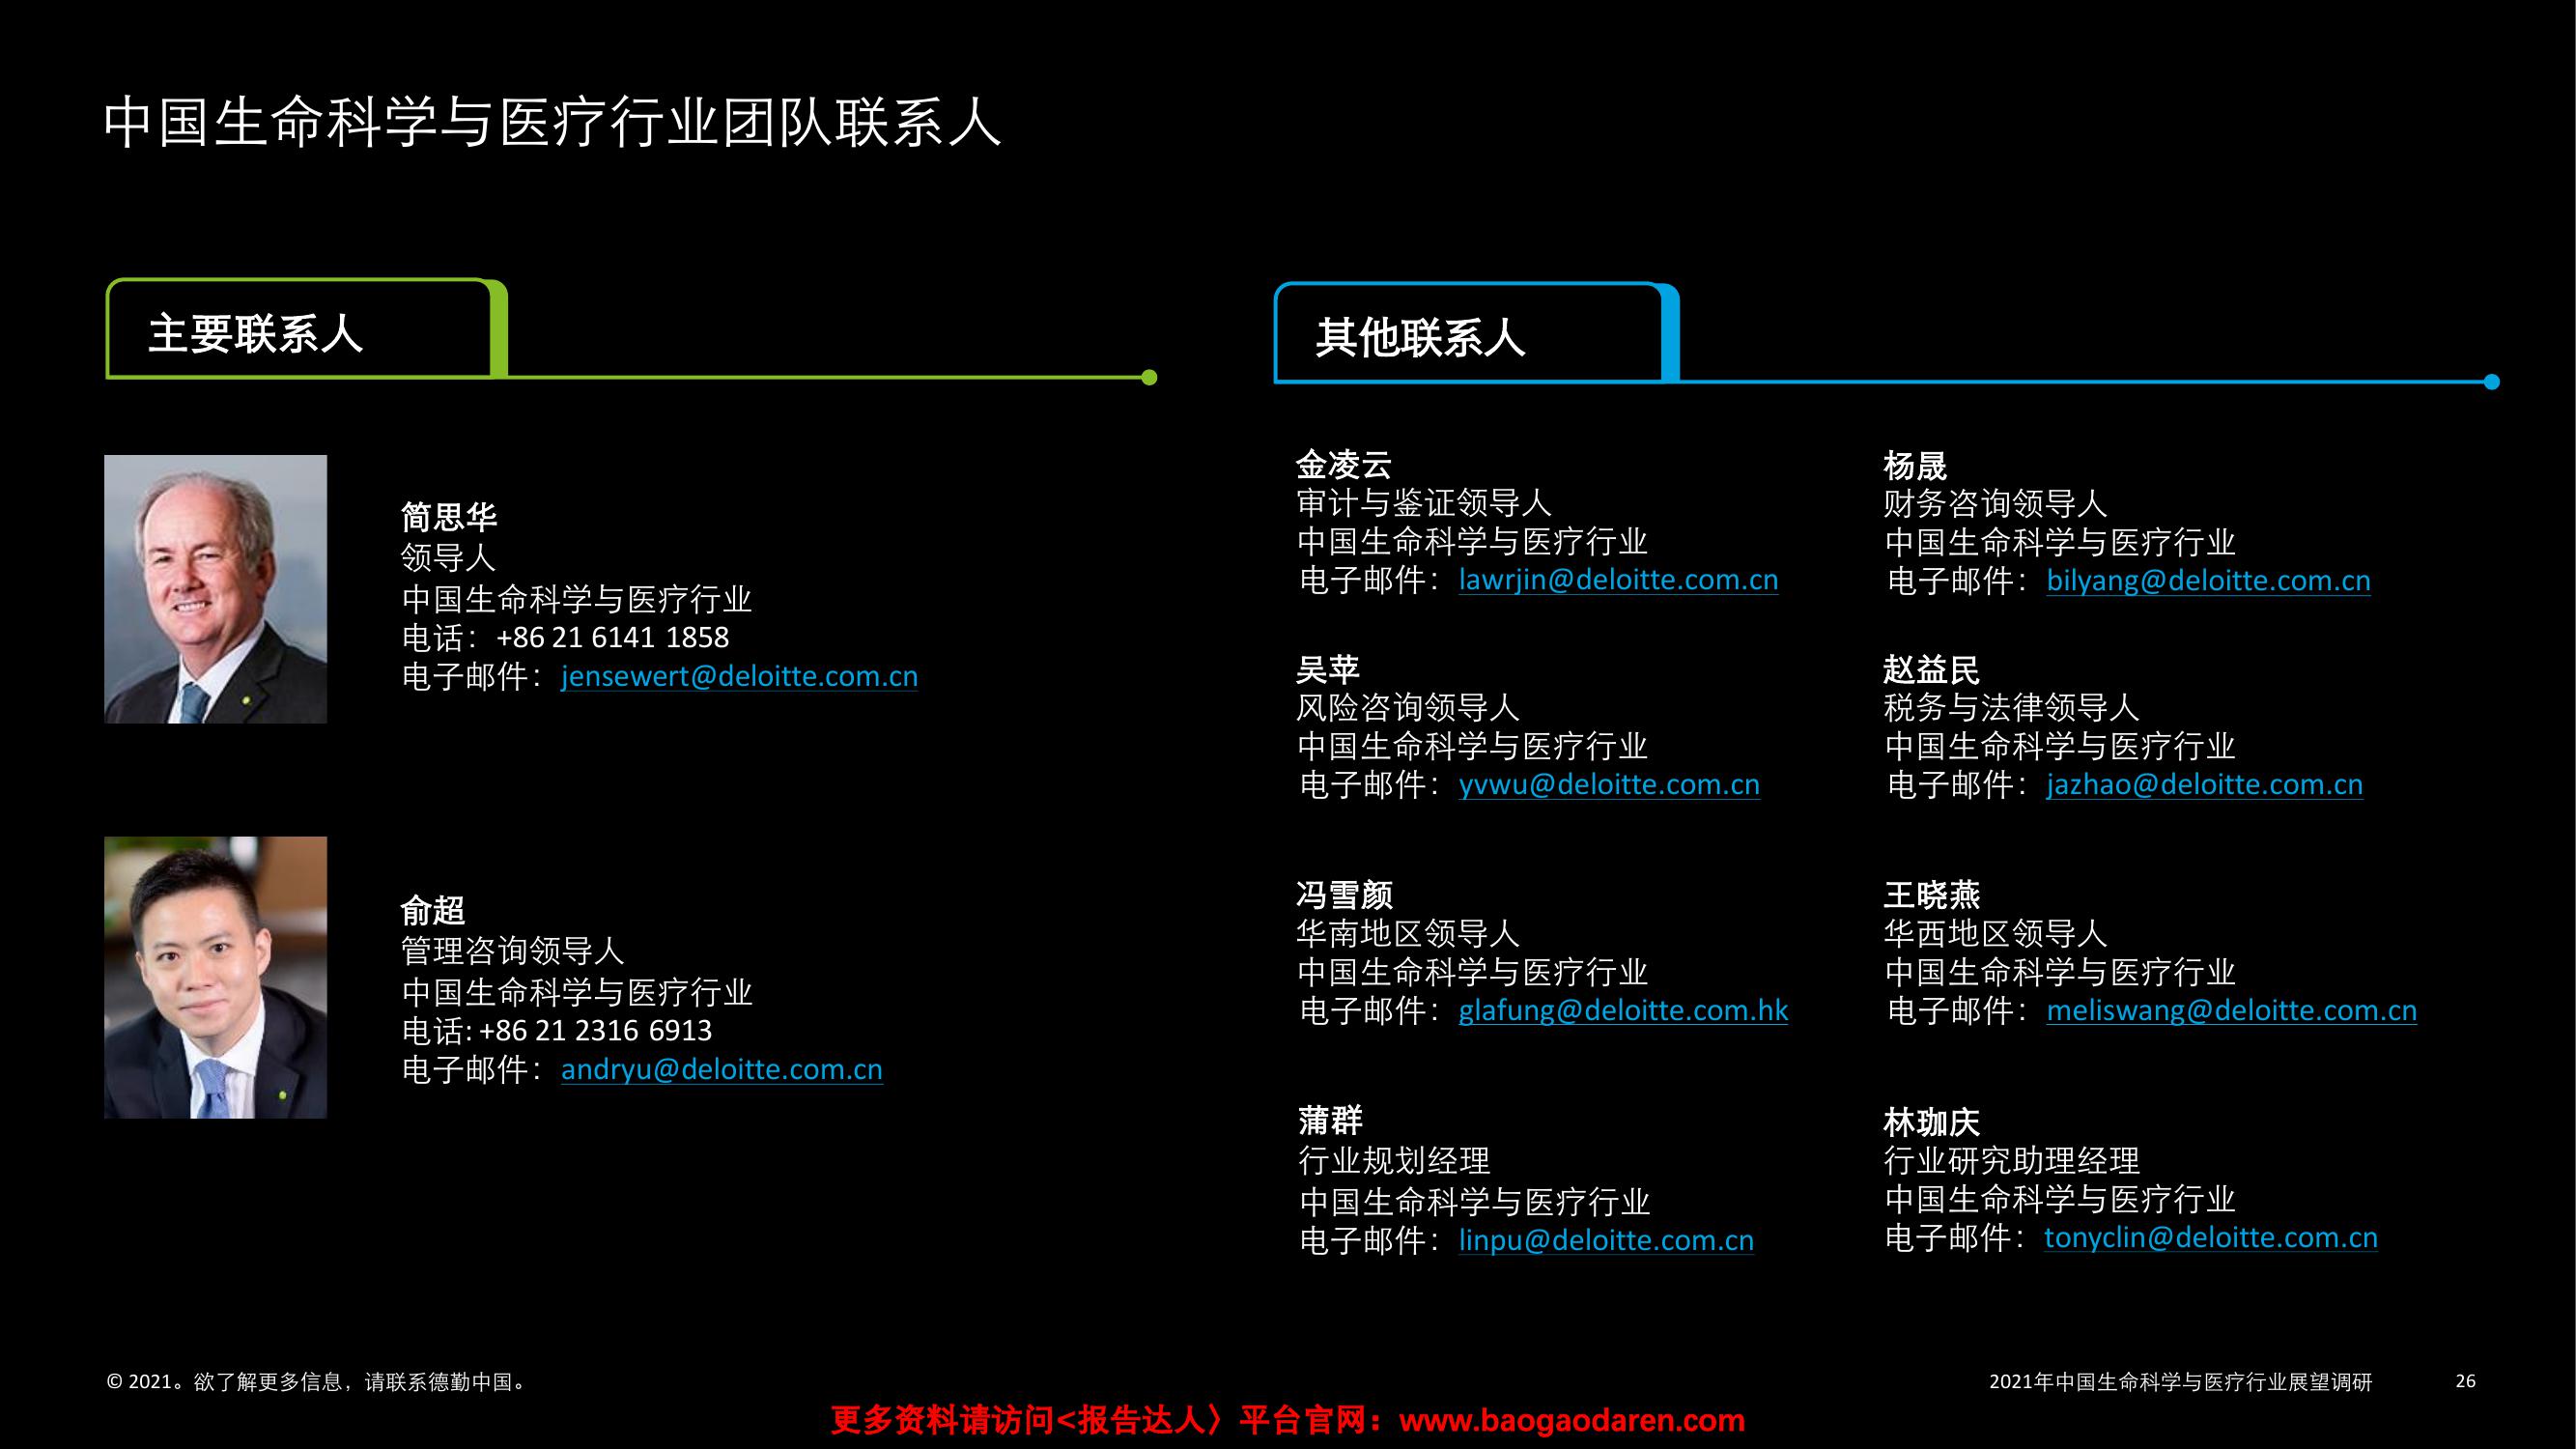 中国生命科学与医疗行业团队联系人
主要联系人
简思华
领导人
中国生命科学与医疗行业
电话：+86 21 6141 1858
电子邮件：jensewert@deloitte.com.cn
俞超
管理咨询领导人
中国生命科学与医疗行业
电话: +86 21 2316 6913
电子邮件：andryu@deloitte.com.cn
其他联系人
金凌云
审计与鉴证领导人
中国生命科学与医疗行业
电子邮件：lawrjin@deloitte.com.cn
杨晟
财务咨询领导人
中国生命科学与医疗行业
电子邮件：bilyang@deloitte.com.cn
吴苹
风险咨询领导人
中国生命科学与医疗行业
电子邮件：yvwu@deloitte.com.cn
赵益民
税务与法律领导人
中国生命科学与医疗行业
电子邮件：jazhao@deloitte.com.cn
冯雪颜
华南地区领导人
中国生命科学与医疗行业
电子邮件：glafung@deloitte.com.hk
王晓燕
华西地区领导人
中国生命科学与医疗行业
电子邮件：meliswang@deloitte.com.cn
蒲群
行业规划经理
中国生命科学与医疗行业
电子邮件：linpu@deloitte.com.cn
林珈庆
行业研究助理经理
中国生命科学与医疗行业
电子邮件：tonyclin@deloitte.com.cn
© 2021。欲了解更多信息，请联系德勤中国。
2021年中国生命科学与医疗行业展望调研
26
更多资料请访问<报告达人〉平台官网：www.baogaodaren.com